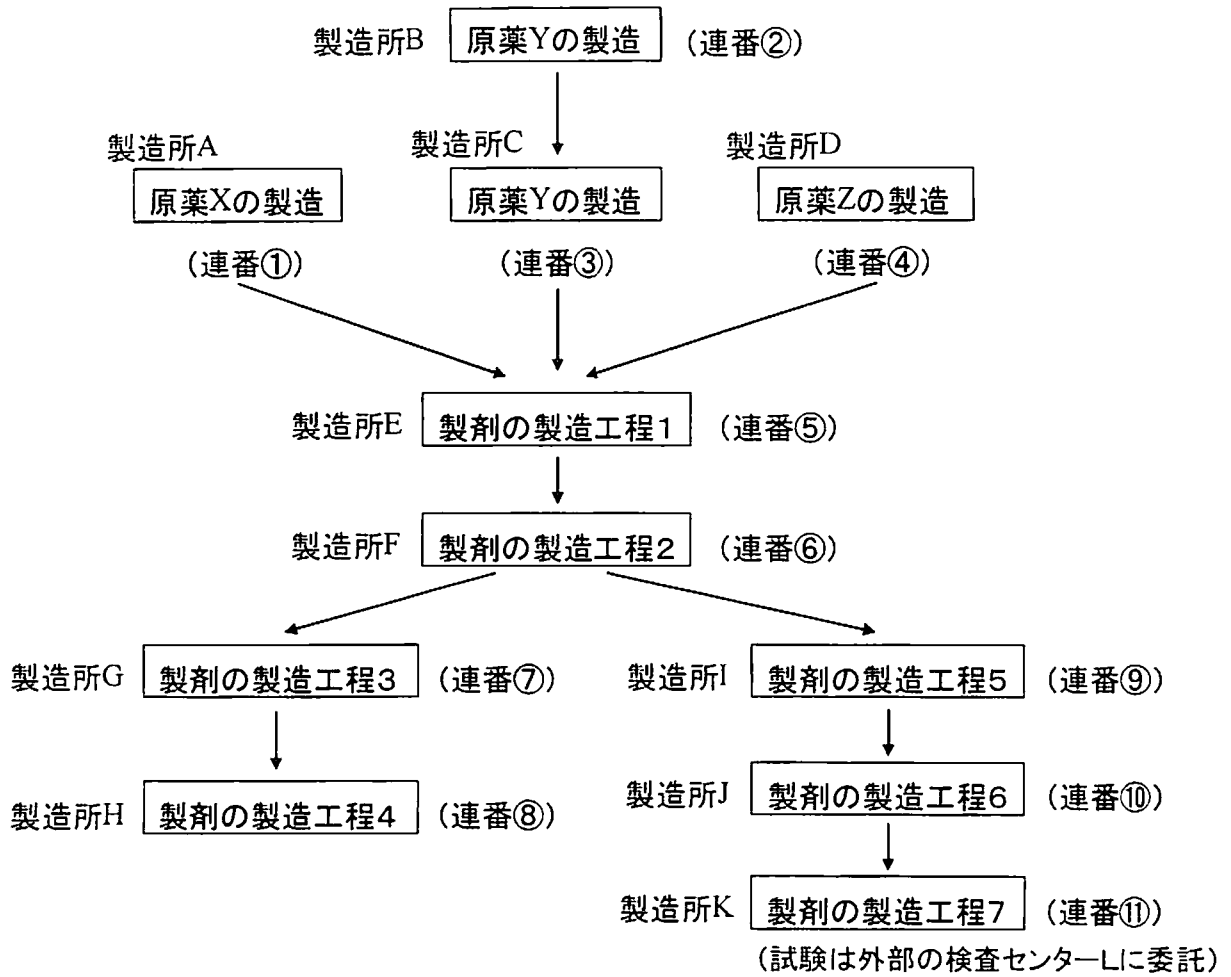 製造所B 原薬Yの製造 (連番②)
製造所A 製造所C 製造所D
原薬Xの製造 原薬Yの製造 原薬Zの製造
(連番①) (連番③) (連番④)
製造所E 製剤の製造工程1 (連番⑤)
製造所F 製剤の製造工程2 (連番⑥)
製造所G 製剤の製造工程3 (連番⑦) 製造所I 製剤の製造工程5 (連番⑨)
製造所H 製剤の製造工程4 (連番⑧) 製造所J 製剤の製造工程6 (連番⑩)
製造所K 製剤の製造工程7 (連番⑪)
(試験は外部の検査センターLに委託)